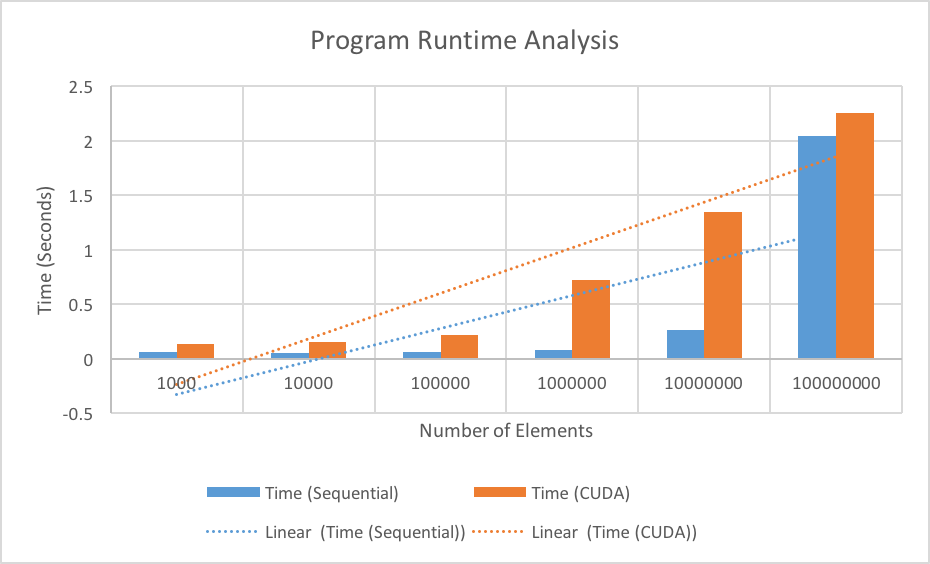 Program Runtime Analysis
2.5
2
1.5
1
0.5
0
-0.5
Time (Seconds)
1000 10000 100000 1000000 10000000 100000000
Number of Elements
Time (Sequential) Time (CUDA)
Linear (Time (Sequential)) Linear (Time (CUDA))